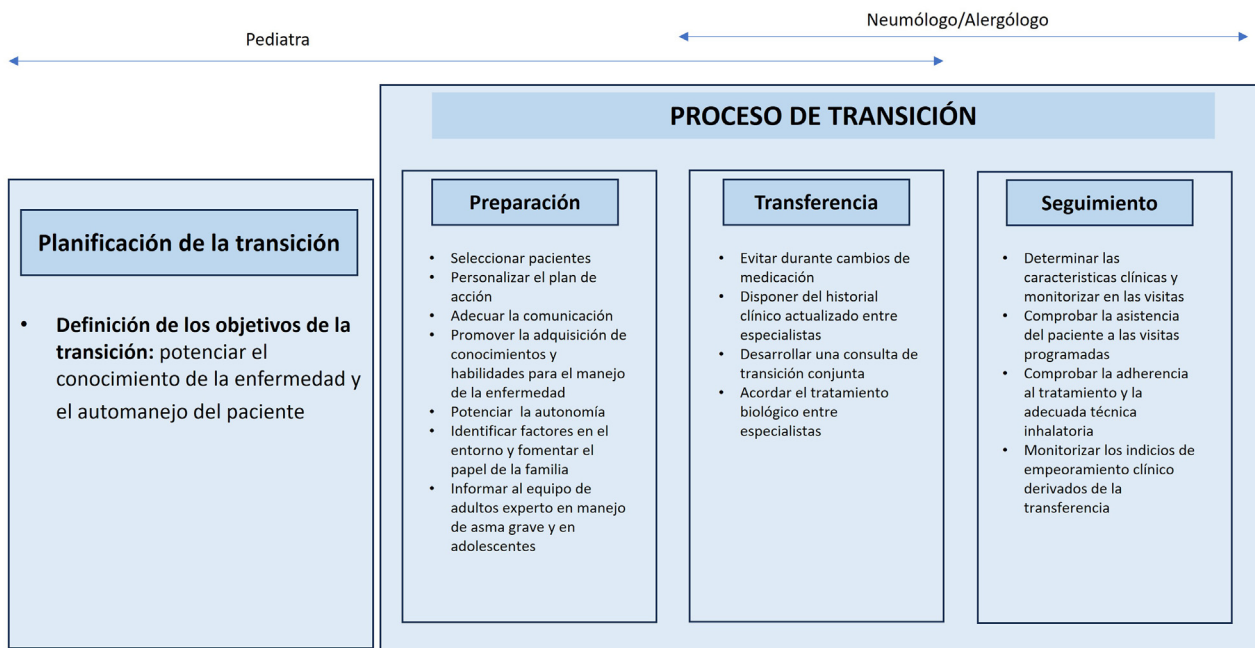 Neumólogo/Alergólogo
Pediatra
PROCESO DE TRANSICIÓN
Planificación de la transición
• Definición de los objetivos de la
transición: potenciar el
conocimiento de la enfermedad y
el automanejo del paciente
Preparación
• Seleccionar pacientes
• Personalizar el plan de
acción
• Adecuar la comunicación
• Promover la adquisición de
conocimientos y
habilidades para el manejo
de la enfermedad
• Potenciar la autonomía
• Identificar factores en el
entorno y fomentar el
papel de la familia
• Informar al equipo de
adultos experto en manejo
de asma grave y en
adolescentes
Transferencia
• Evitar durante cambios de
medicación
• Disponer del historial
clínico actualizado entre
especialistas
• Desarrollar una consulta de
transición conjunta
• Acordar el tratamiento
biológico entre
especialistas
Seguimiento
• Determinar las
caracteristicas clínicas y
monitorizar en las visitas
• Comprobar la asistencia
del paciente a las visitas
programadas
• Comprobar la adherencia
al tratamiento y la
adecuada técnica
inhalatoria
• Monitorizar los indicios de
empeoramiento clínico
derivados de la
transferencia